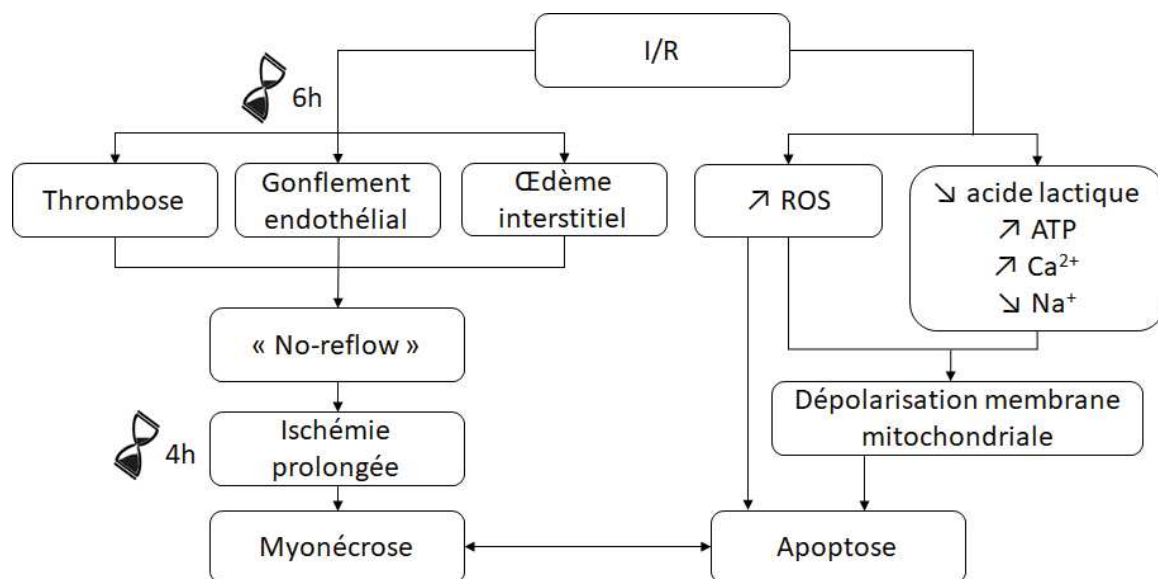 I/R
6h
Thrombose
Gonflement
endothélial
Œdème
interstitiel
↗ ROS
↘ acide lactique
↗ ATP
↗ Ca²⁺
↘ Na⁺
« No-reflow »
Dépolarisation membrane
mitochondriale
4h
Ischémie
prolongée
Myonécrose
Apoptose